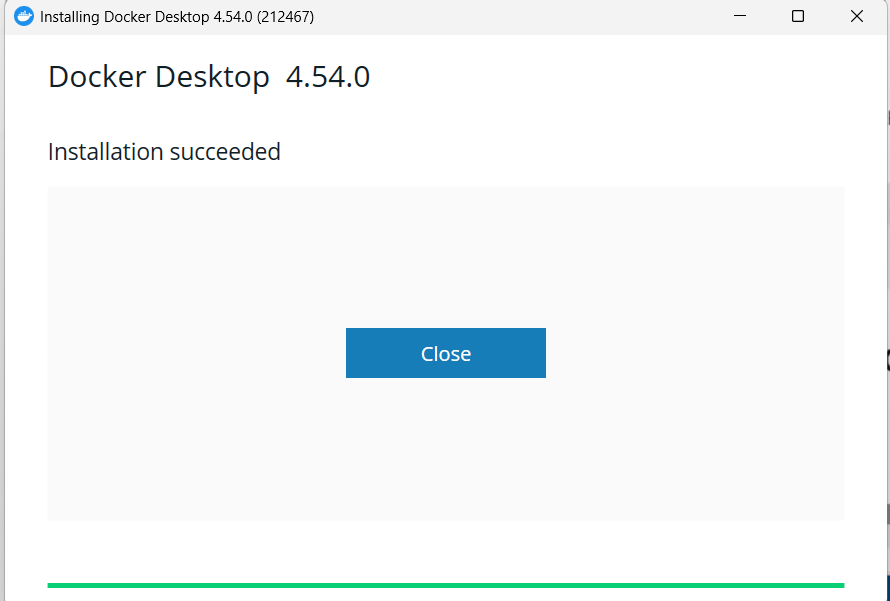 Installing Docker Desktop 4.54.0 (212467)
Docker Desktop 4.54.0
Installation succeeded
Close